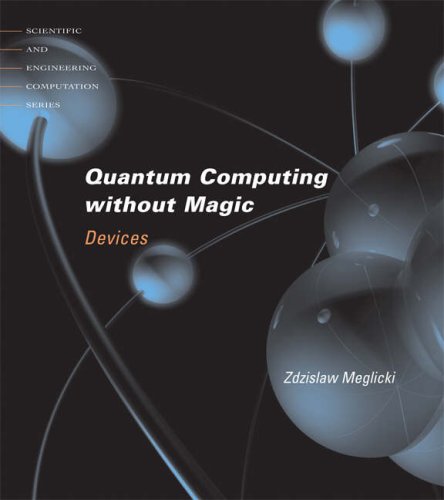 SCIENTIFIC
AND
ENGINEERING
COMPUTATION
SERIES
Quantum Computing
without Magic
Devices
Zdzislaw Meglicki